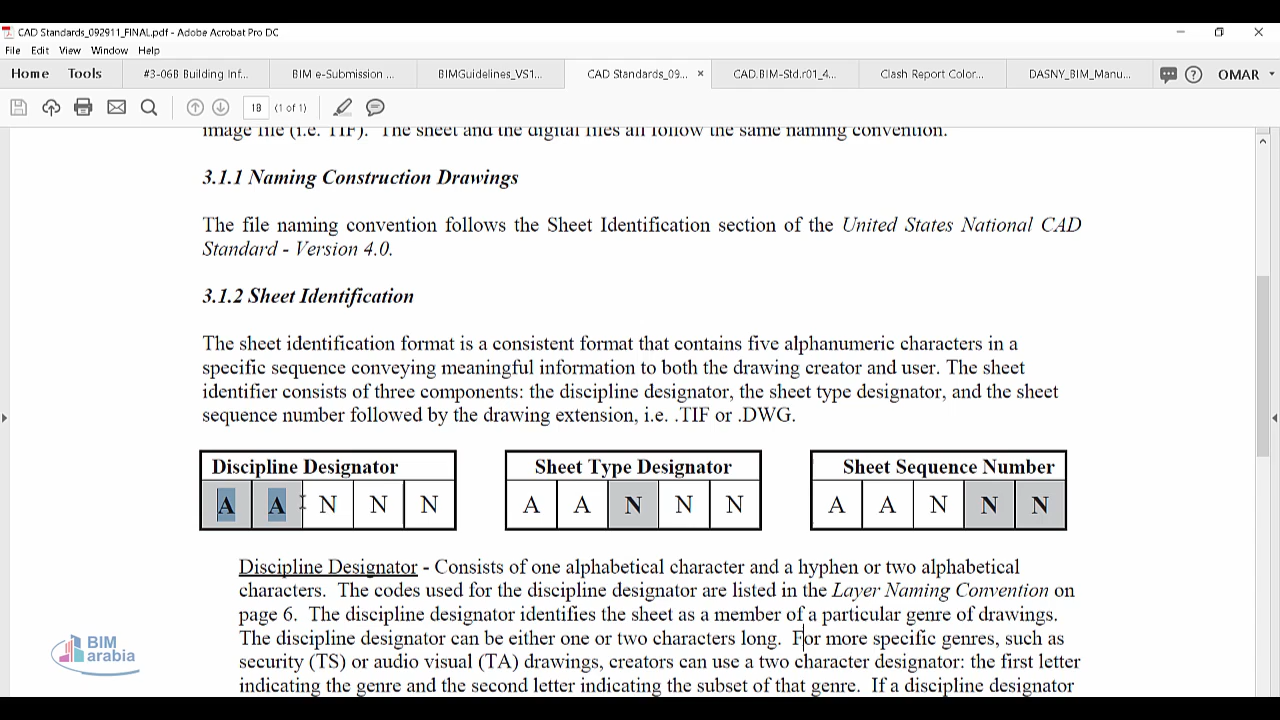 CAD Standards_092911_FINAL.pdf - Adobe Acrobat Pro DC
File Edit View Window Help
Home Tools #3-06B Building Inf... BIM e-Submission ... BIMGuidelines_VS1... CAD Standards_09... × CAD.BIM-Std.r01_4... Clash Report Color... DASNY_BIM_Manu... OMAR
18 (1 of 1)
image file (i.e. TIF). The sheet and the digital files all follow the same naming convention.
3.1.1 Naming Construction Drawings
The file naming convention follows the Sheet Identification section of the United States National CAD
Standard - Version 4.0.
3.1.2 Sheet Identification
The sheet identification format is a consistent format that contains five alphanumeric characters in a
specific sequence conveying meaningful information to both the drawing creator and user. The sheet
identifier consists of three components: the discipline designator, the sheet type designator, and the sheet
sequence number followed by the drawing extension, i.e. .TIF or .DWG.
Discipline Designator Sheet Type Designator Sheet Sequence Number
A A N N N A A N N N A A N N N
Discipline Designator - Consists of one alphabetical character and a hyphen or two alphabetical
characters. The codes used for the discipline designator are listed in the Layer Naming Convention on
page 6. The discipline designator identifies the sheet as a member of a particular genre of drawings.
The discipline designator can be either one or two characters long. For more specific genres, such as
security (TS) or audio visual (TA) drawings, creators can use a two character designator: the first letter
indicating the genre and the second letter indicating the subset of that genre. If a discipline designator
BIM
arabia